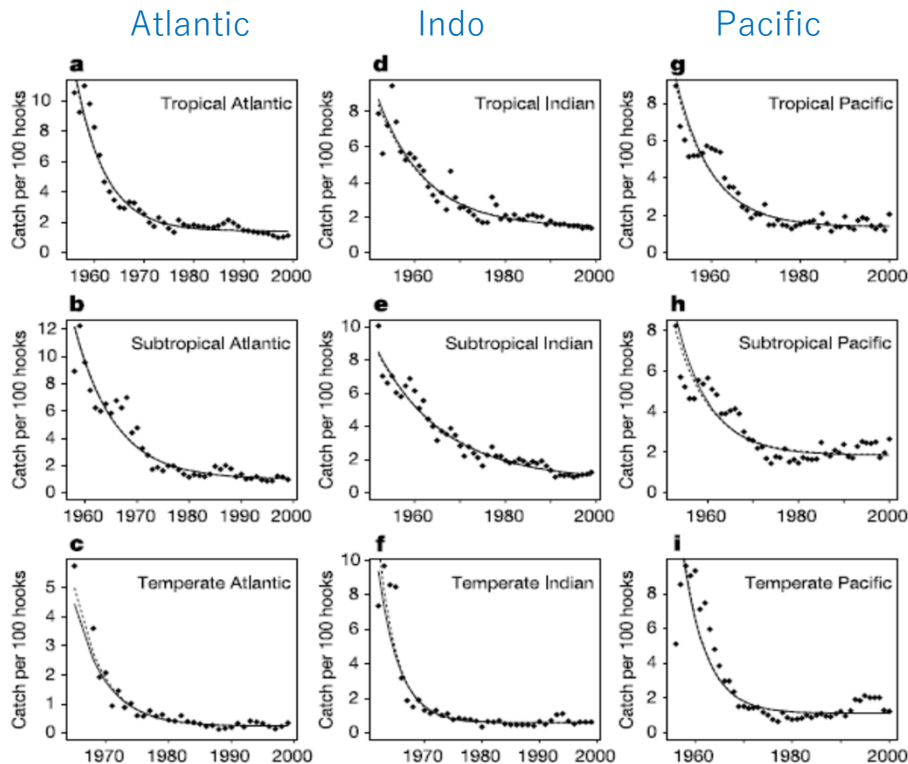 Atlantic Indo Pacific
a d g
Tropical Atlantic Tropical Indian Tropical Pacific
Catch per 100 hooks Catch per 100 hooks Catch per 100 hooks
10 8 6 4 2 0
8 6 4 2 0
8 6 4 2 0
1960 1970 1980 1990 2000
1960 1980 2000
1960 1980 2000
b e h
Subtropical Atlantic Subtropical Indian Subtropical Pacific
Catch per 100 hooks Catch per 100 hooks Catch per 100 hooks
12 10 8 6 4 2 0
10 8 6 4 2 0
8 6 4 2 0
1960 1970 1980 1990 2000
1960 1980 2000
1960 1980 2000
c f i
Temperate Atlantic Temperate Indian Temperate Pacific
Catch per 100 hooks Catch per 100 hooks Catch per 100 hooks
5 4 3 2 1 0
10 8 6 4 2 0
8 6 4 2 0
1970 1980 1990 2000
1970 1980 1990 2000
1960 1980 2000